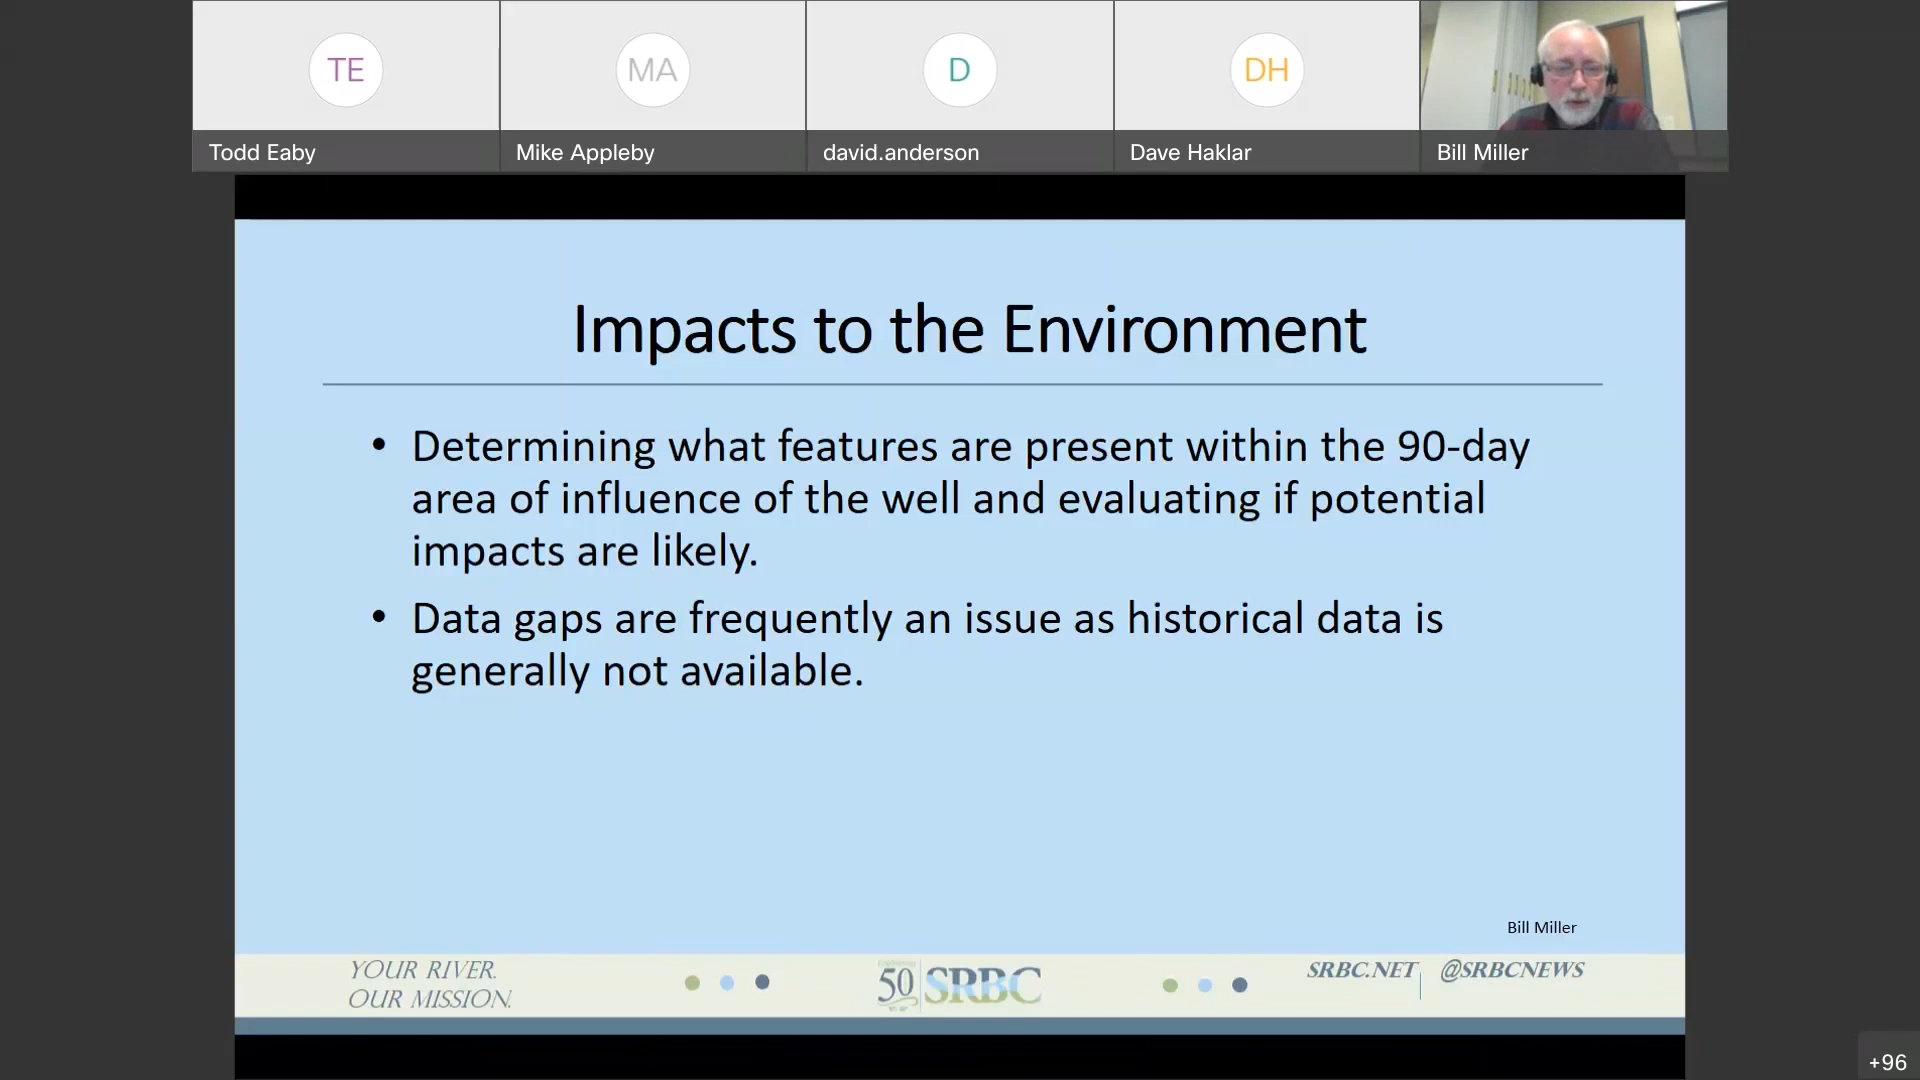 TE
MA
D
DH
Todd Eaby
Mike Appleby
david.anderson
Dave Haklar
Bill Miller
Impacts to the Environment
• Determining what features are present within the 90-day
area of influence of the well and evaluating if potential
impacts are likely.
• Data gaps are frequently an issue as historical data is
generally not available.
Bill Miller
YOUR RIVER.
OUR MISSION.
50 SRBC
SRBC.NET
@SRBCNEWS
+96